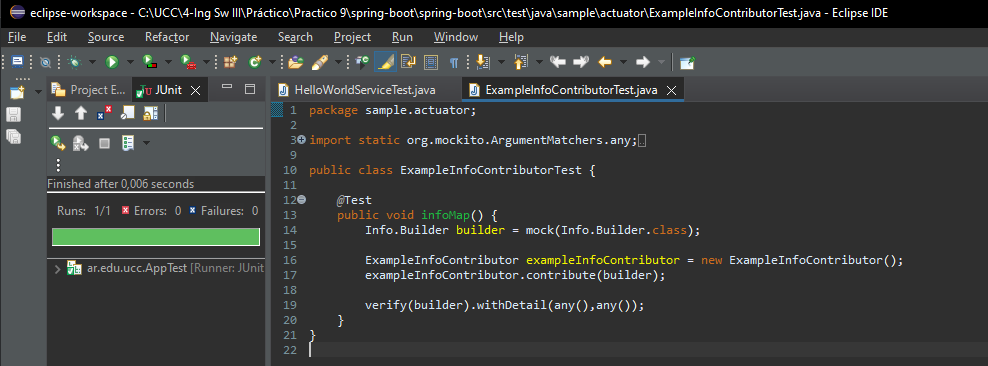 eclipse-workspace - C:\UCC\4-Ing Sw III\Práctico\Practico 9\spring-boot\spring-boot\src\test\java\sample\actuator\ExampleInfoContributorTest.java - Eclipse IDE
File Edit Source Refactor Navigate Search Project Run Window Help
Project E... JUnit
HelloWorldServiceTest.java ExampleInfoContributorTest.java
Finished after 0,006 seconds
Runs: 1/1 Errors: 0 Failures: 0
ar.edu.ucc.AppTest [Runner: JUnit
1 package sample.actuator;
2
3 import static org.mockito.ArgumentMatchers.any;
9
10 public class ExampleInfoContributorTest {
11
12 @Test
13 public void infoMap() {
14 Info.Builder builder = mock(Info.Builder.class);
15
16 ExampleInfoContributor exampleInfoContributor = new ExampleInfoContributor();
17 exampleInfoContributor.contribute(builder);
18
19 verify(builder).withDetail(any(),any());
20 }
21 }
22